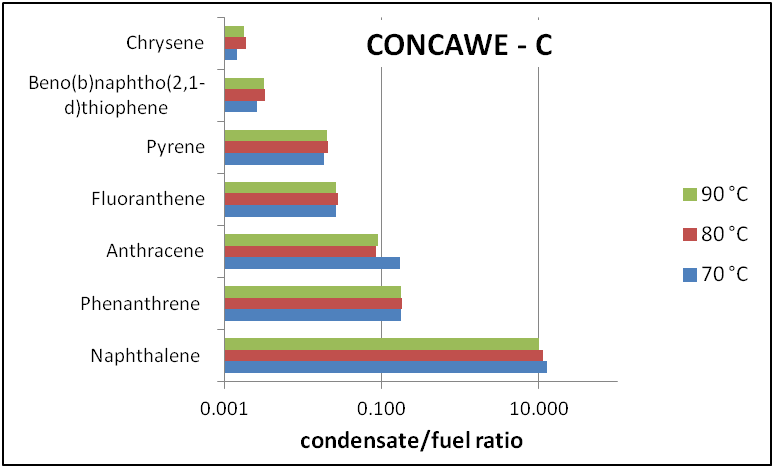 CONCAWE - C
Chrysene
Beno(b)naphtho(2,1-
d)thiophene
Pyrene
Fluoranthene
Anthracene
Phenanthrene
Naphthalene
0.001
0.100
10.000
condensate/fuel ratio
90 °C
80 °C
70 °C